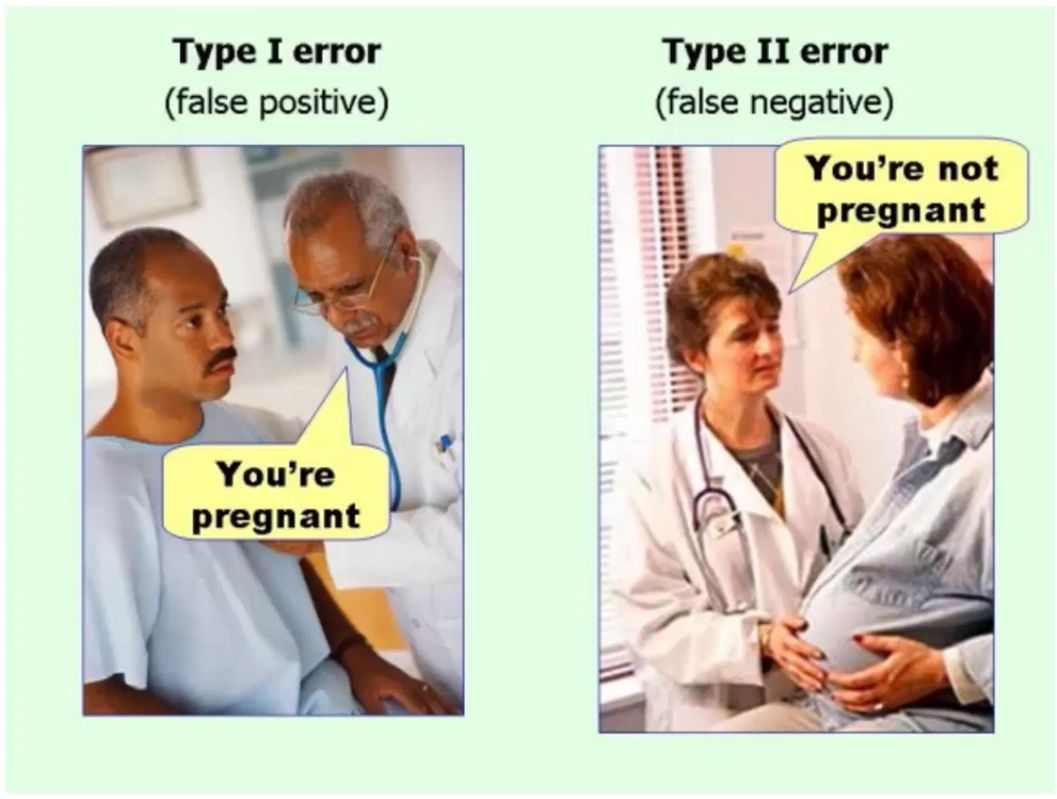 Type I error
(false positive)
You're
pregnant
Type II error
(false negative)
You're not
pregnant